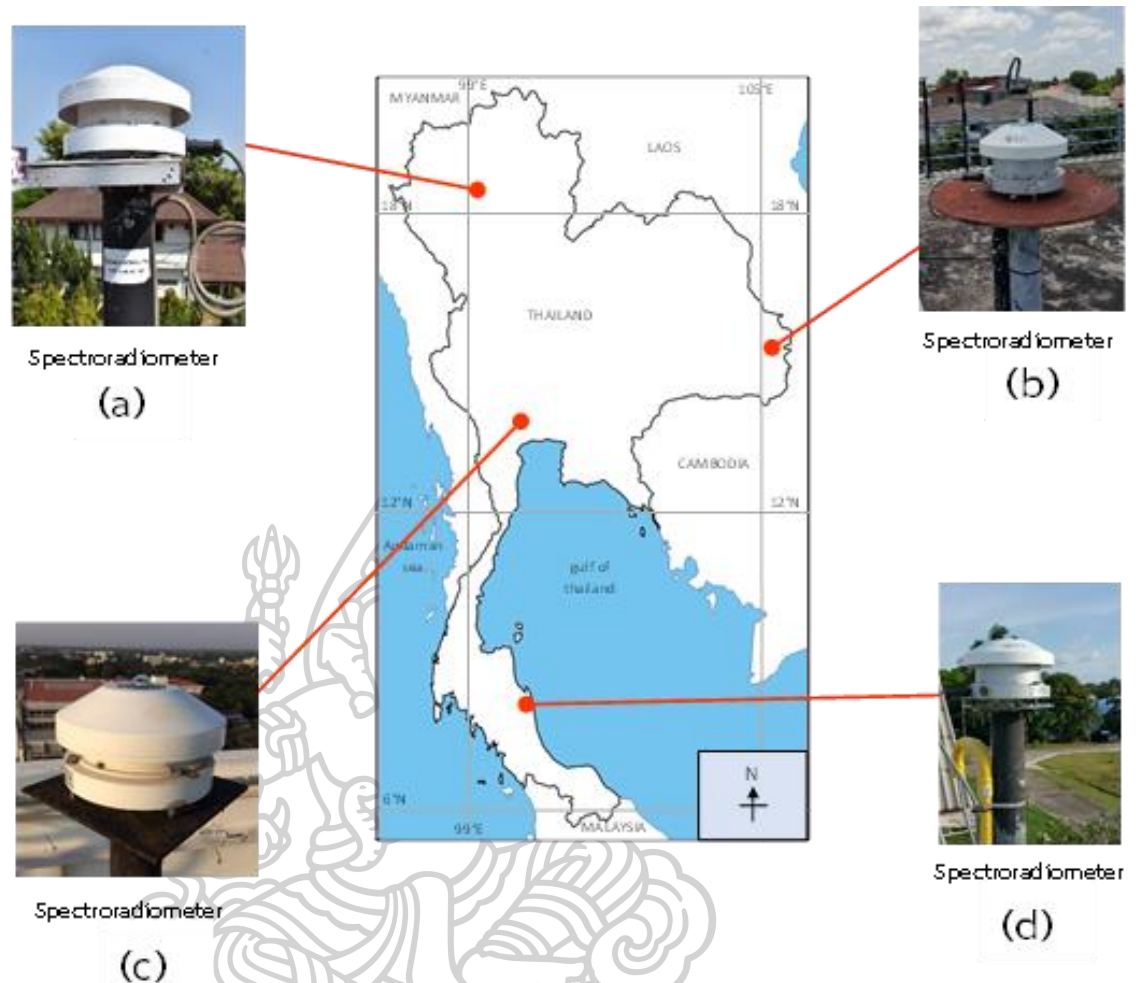 99°E
105°E
MYANMAR
LAOS
18°N
18°N
THAILAND
Spectroradiometer
(a)
Spectroradiometer
(b)
CAMBODIA
12°N
12°N
Andaman
sea
gulf of
thailand
N
6°N
99°E
MALAYSIA
Spectroradiometer
(c)
Spectroradiometer
(d)